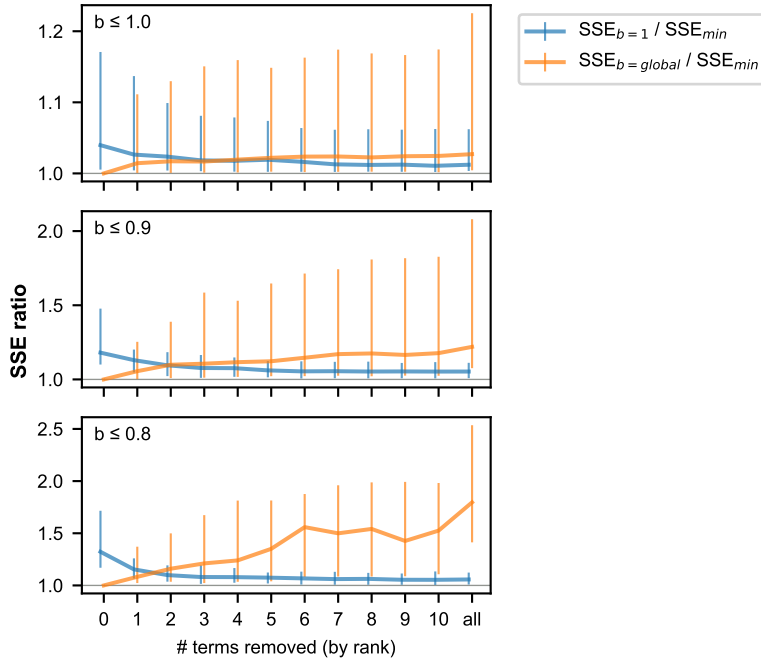 b ≤ 1.0
1.2
1.1
1.0
SSE_{b=1} / SSE_{min}
SSE_{b=global} / SSE_{min}
b ≤ 0.9
2.0
1.5
1.0
SSE ratio
b ≤ 0.8
2.5
2.0
1.5
1.0
0 1 2 3 4 5 6 7 8 9 10 all
# terms removed (by rank)